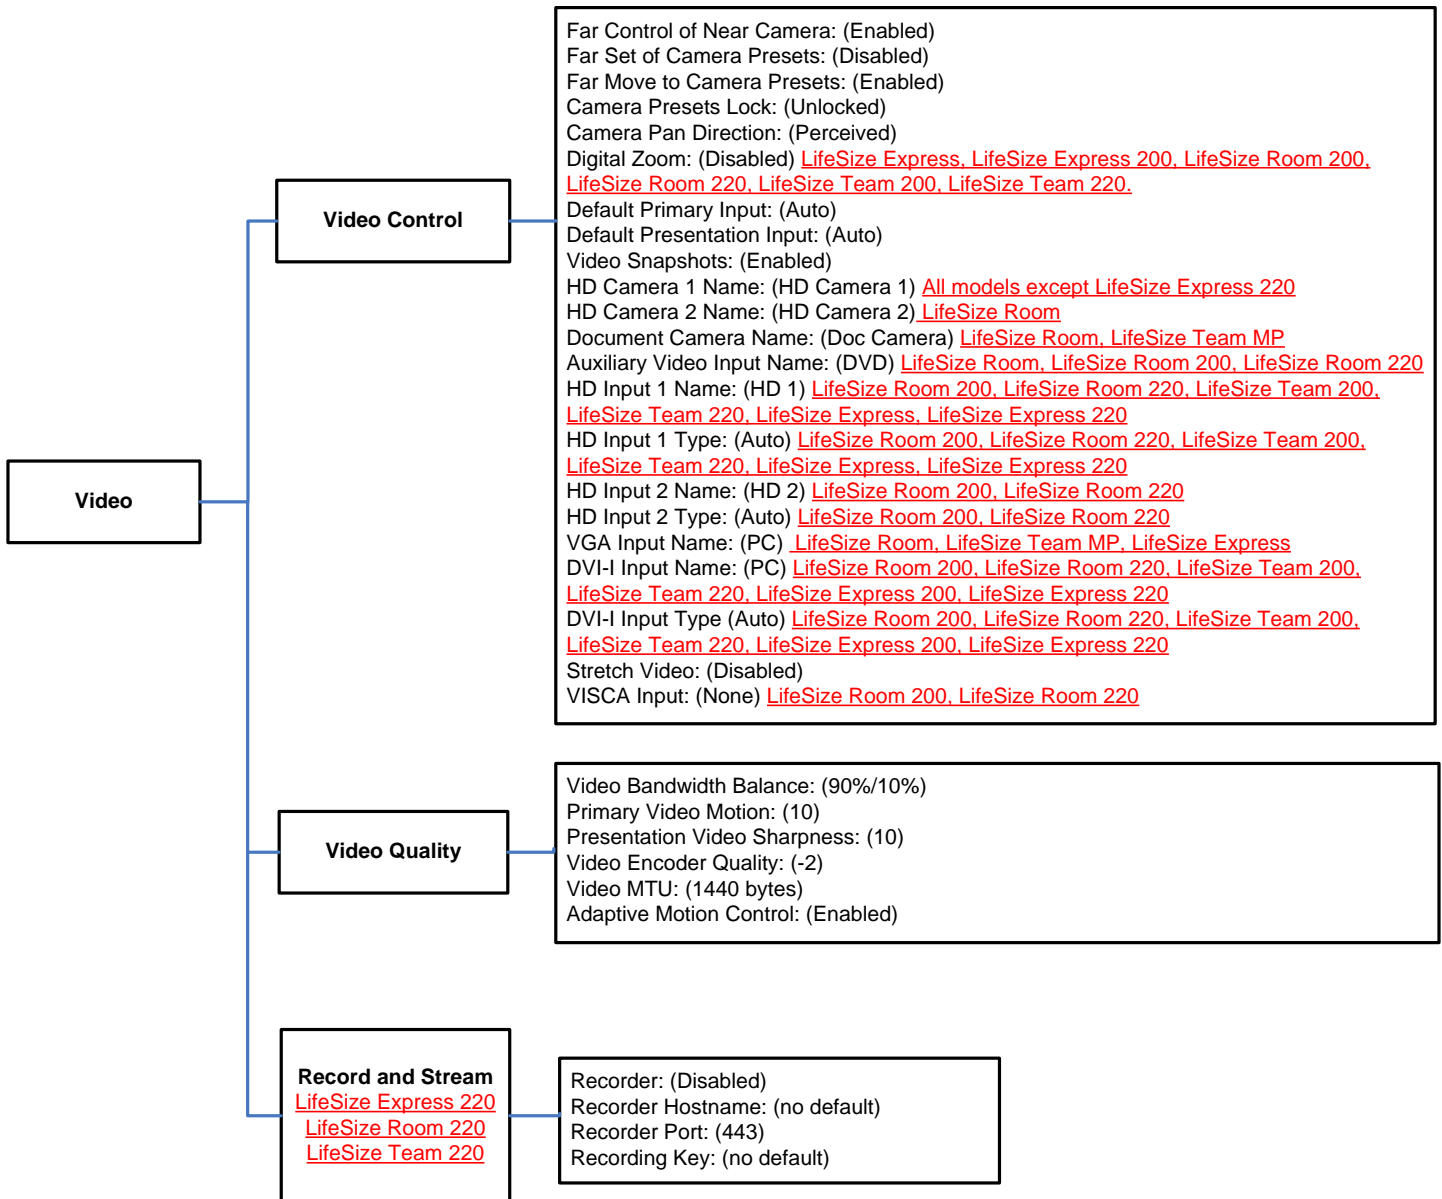 Video
Video Control
Far Control of Near Camera: (Enabled)
Far Set of Camera Presets: (Disabled)
Far Move to Camera Presets: (Enabled)
Camera Presets Lock: (Unlocked)
Camera Pan Direction: (Perceived)
Digital Zoom: (Disabled) LifeSize Express, LifeSize Express 200, LifeSize Room 200,
LifeSize Room 220, LifeSize Team 200, LifeSize Team 220.
Default Primary Input: (Auto)
Default Presentation Input: (Auto)
Video Snapshots: (Enabled)
HD Camera 1 Name: (HD Camera 1) All models except LifeSize Express 220
HD Camera 2 Name: (HD Camera 2) LifeSize Room
Document Camera Name: (Doc Camera) LifeSize Room, LifeSize Team MP
Auxiliary Video Input Name: (DVD) LifeSize Room, LifeSize Room 200, LifeSize Room 220
HD Input 1 Name: (HD 1) LifeSize Room 200, LifeSize Room 220, LifeSize Team 200,
LifeSize Team 220, LifeSize Express, LifeSize Express 220
HD Input 1 Type: (Auto) LifeSize Room 200, LifeSize Room 220, LifeSize Team 200,
LifeSize Team 220, LifeSize Express, LifeSize Express 220
HD Input 2 Name: (HD 2) LifeSize Room 200, LifeSize Room 220
HD Input 2 Type: (Auto) LifeSize Room 200, LifeSize Room 220
VGA Input Name: (PC) LifeSize Room, LifeSize Team MP, LifeSize Express
DVI-I Input Name: (PC) LifeSize Room 200, LifeSize Room 220, LifeSize Team 200,
LifeSize Team 220, LifeSize Express 200, LifeSize Express 220
DVI-I Input Type (Auto) LifeSize Room 200, LifeSize Room 220, LifeSize Team 200,
LifeSize Team 220, LifeSize Express 200, LifeSize Express 220
Stretch Video: (Disabled)
VISCA Input: (None) LifeSize Room 200, LifeSize Room 220
Video Quality
Video Bandwidth Balance: (90%/10%)
Primary Video Motion: (10)
Presentation Video Sharpness: (10)
Video Encoder Quality: (-2)
Video MTU: (1440 bytes)
Adaptive Motion Control: (Enabled)
Record and Stream
LifeSize Express 220
LifeSize Room 220
LifeSize Team 220
Recorder: (Disabled)
Recorder Hostname: (no default)
Recorder Port: (443)
Recording Key: (no default)